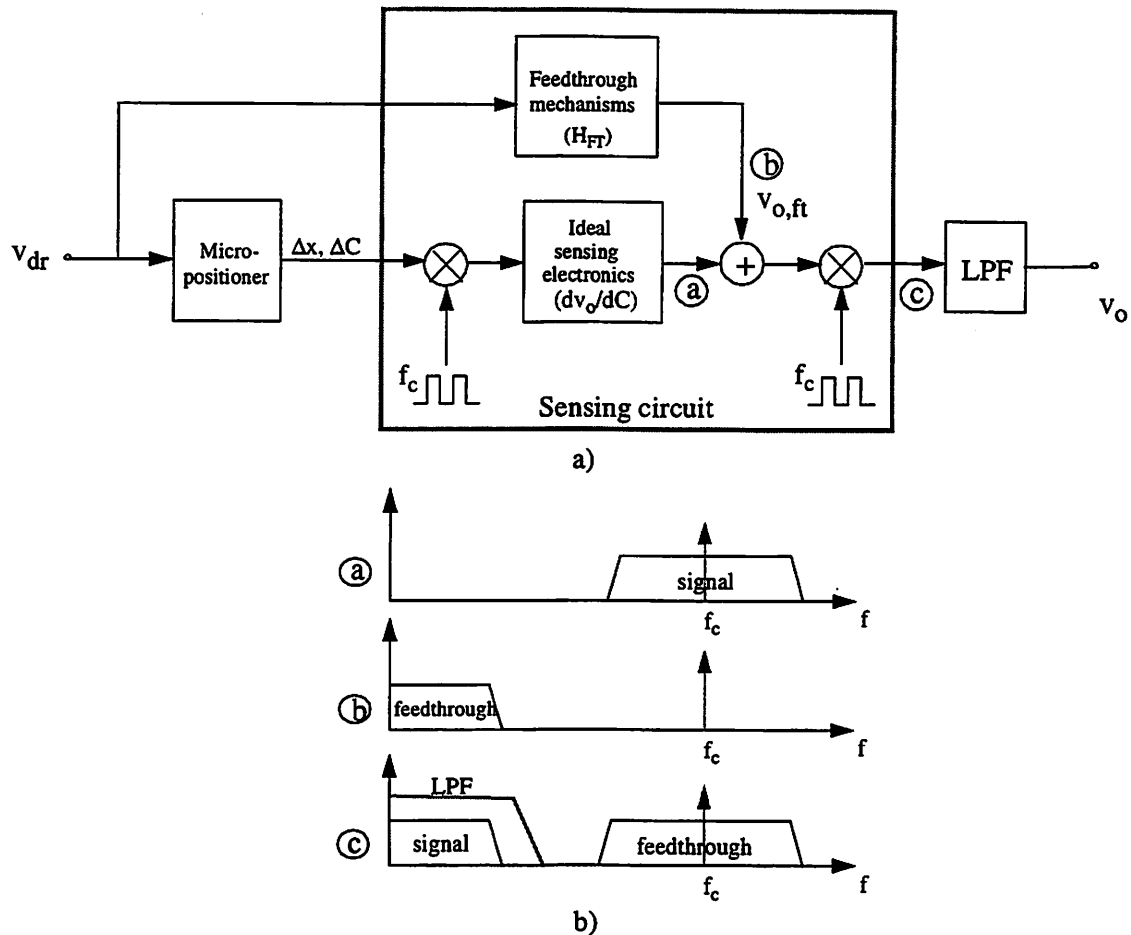 Feedthrough
mechanisms
(H_FT)
ⓑ
v_o,ft
v_dr
Micro-
positioner
Δx, ΔC
Ideal
sensing
electronics
(dv_o/dC)
ⓐ
ⓒ
LPF
v_o
f_c
f_c
Sensing circuit
a)
ⓐ
signal
f_c
f
ⓑ
feedthrough
f_c
f
ⓒ
LPF
signal
feedthrough
f_c
f
b)